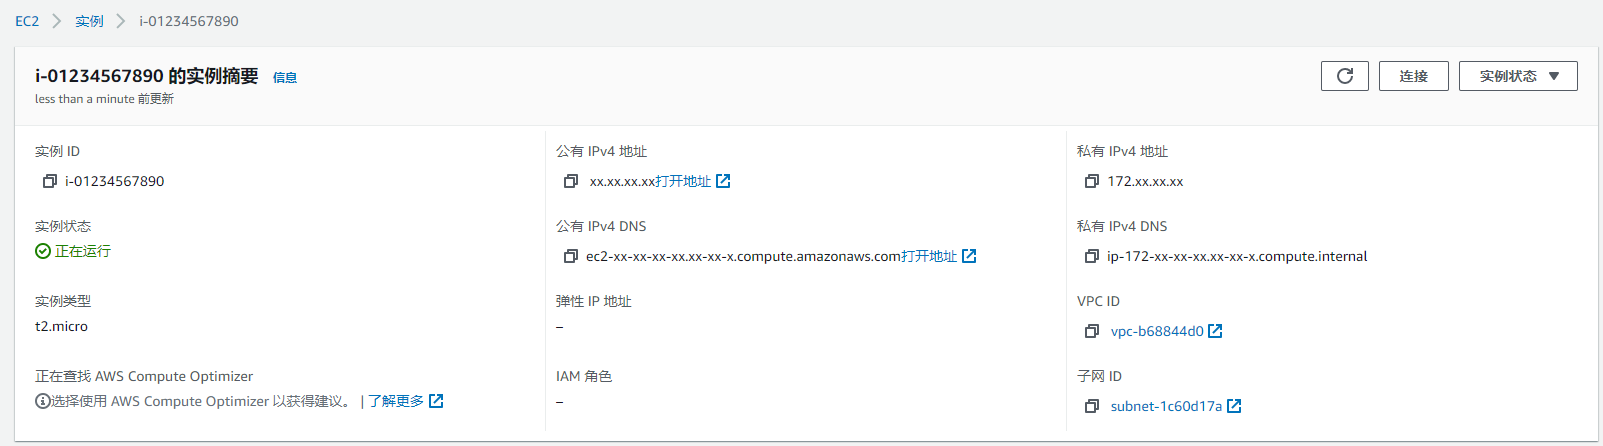 EC2 实例 i-01234567890
i-01234567890 的实例摘要 信息
less than a minute 前更新
连接
实例状态
实例 ID
i-01234567890
公有 IPv4 地址
xx.xx.xx.xx打开地址
私有 IPv4 地址
172.xx.xx.xx
实例状态
正在运行
公有 IPv4 DNS
ec2-xx-xx-xx-xx.xx-xx-x.compute.amazonaws.com打开地址
私有 IPv4 DNS
ip-172-xx-xx-xx.xx-xx-x.compute.internal
实例类型
t2.micro
弹性 IP 地址
–
VPC ID
vpc-b68844d0
正在查找 AWS Compute Optimizer
选择使用 AWS Compute Optimizer 以获得建议。 | 了解更多
IAM 角色
–
子网 ID
subnet-1c60d17a